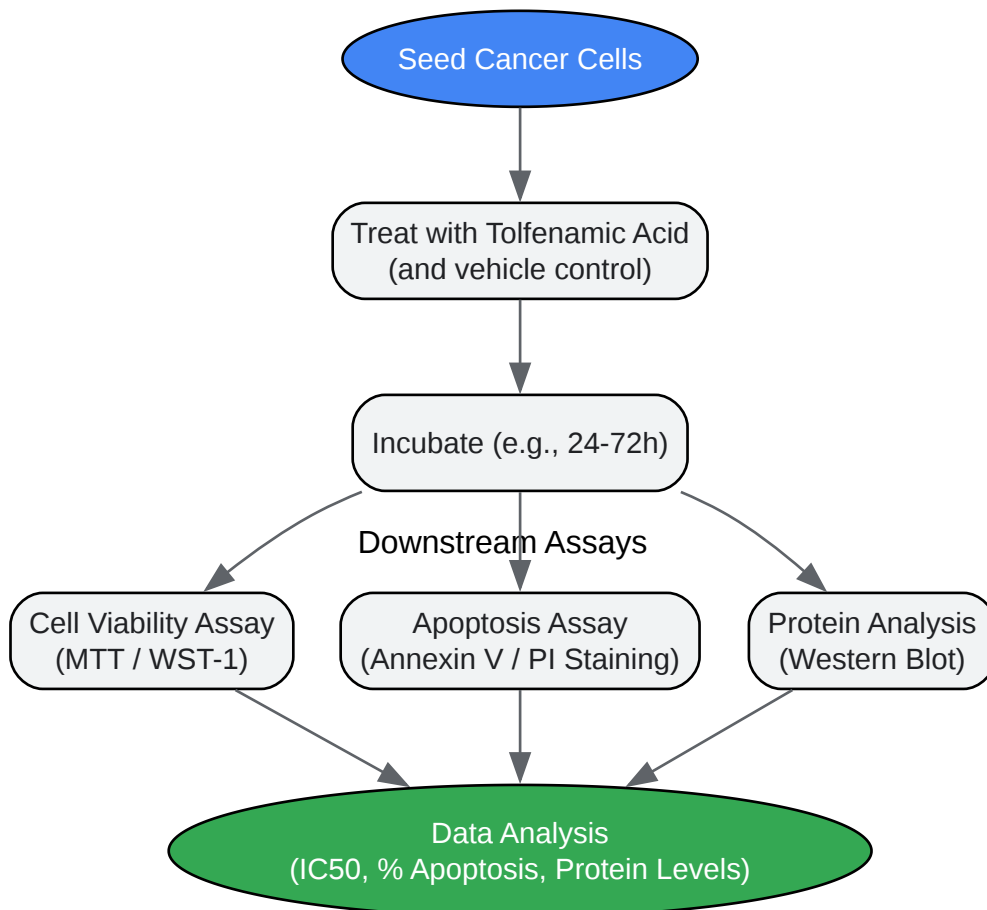 Seed Cancer Cells
Treat with Tolfenamic Acid
(and vehicle control)
Incubate (e.g., 24-72h)
Downstream Assays
Cell Viability Assay
(MTT / WST-1)
Apoptosis Assay
(Annexin V / PI Staining)
Protein Analysis
(Western Blot)
Data Analysis
(IC50, % Apoptosis, Protein Levels)